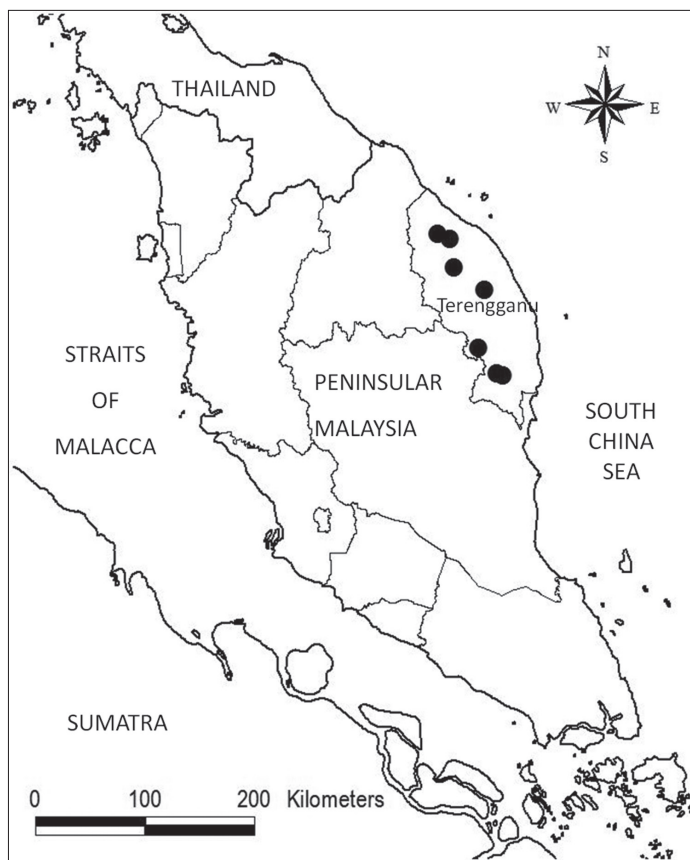 THAILAND
N
W
E
S
Terengganu
STRAITS
OF
MALACCA
PENINSULAR
MALAYSIA
SOUTH
CHINA
SEA
SUMATRA
0 100 200 Kilometers